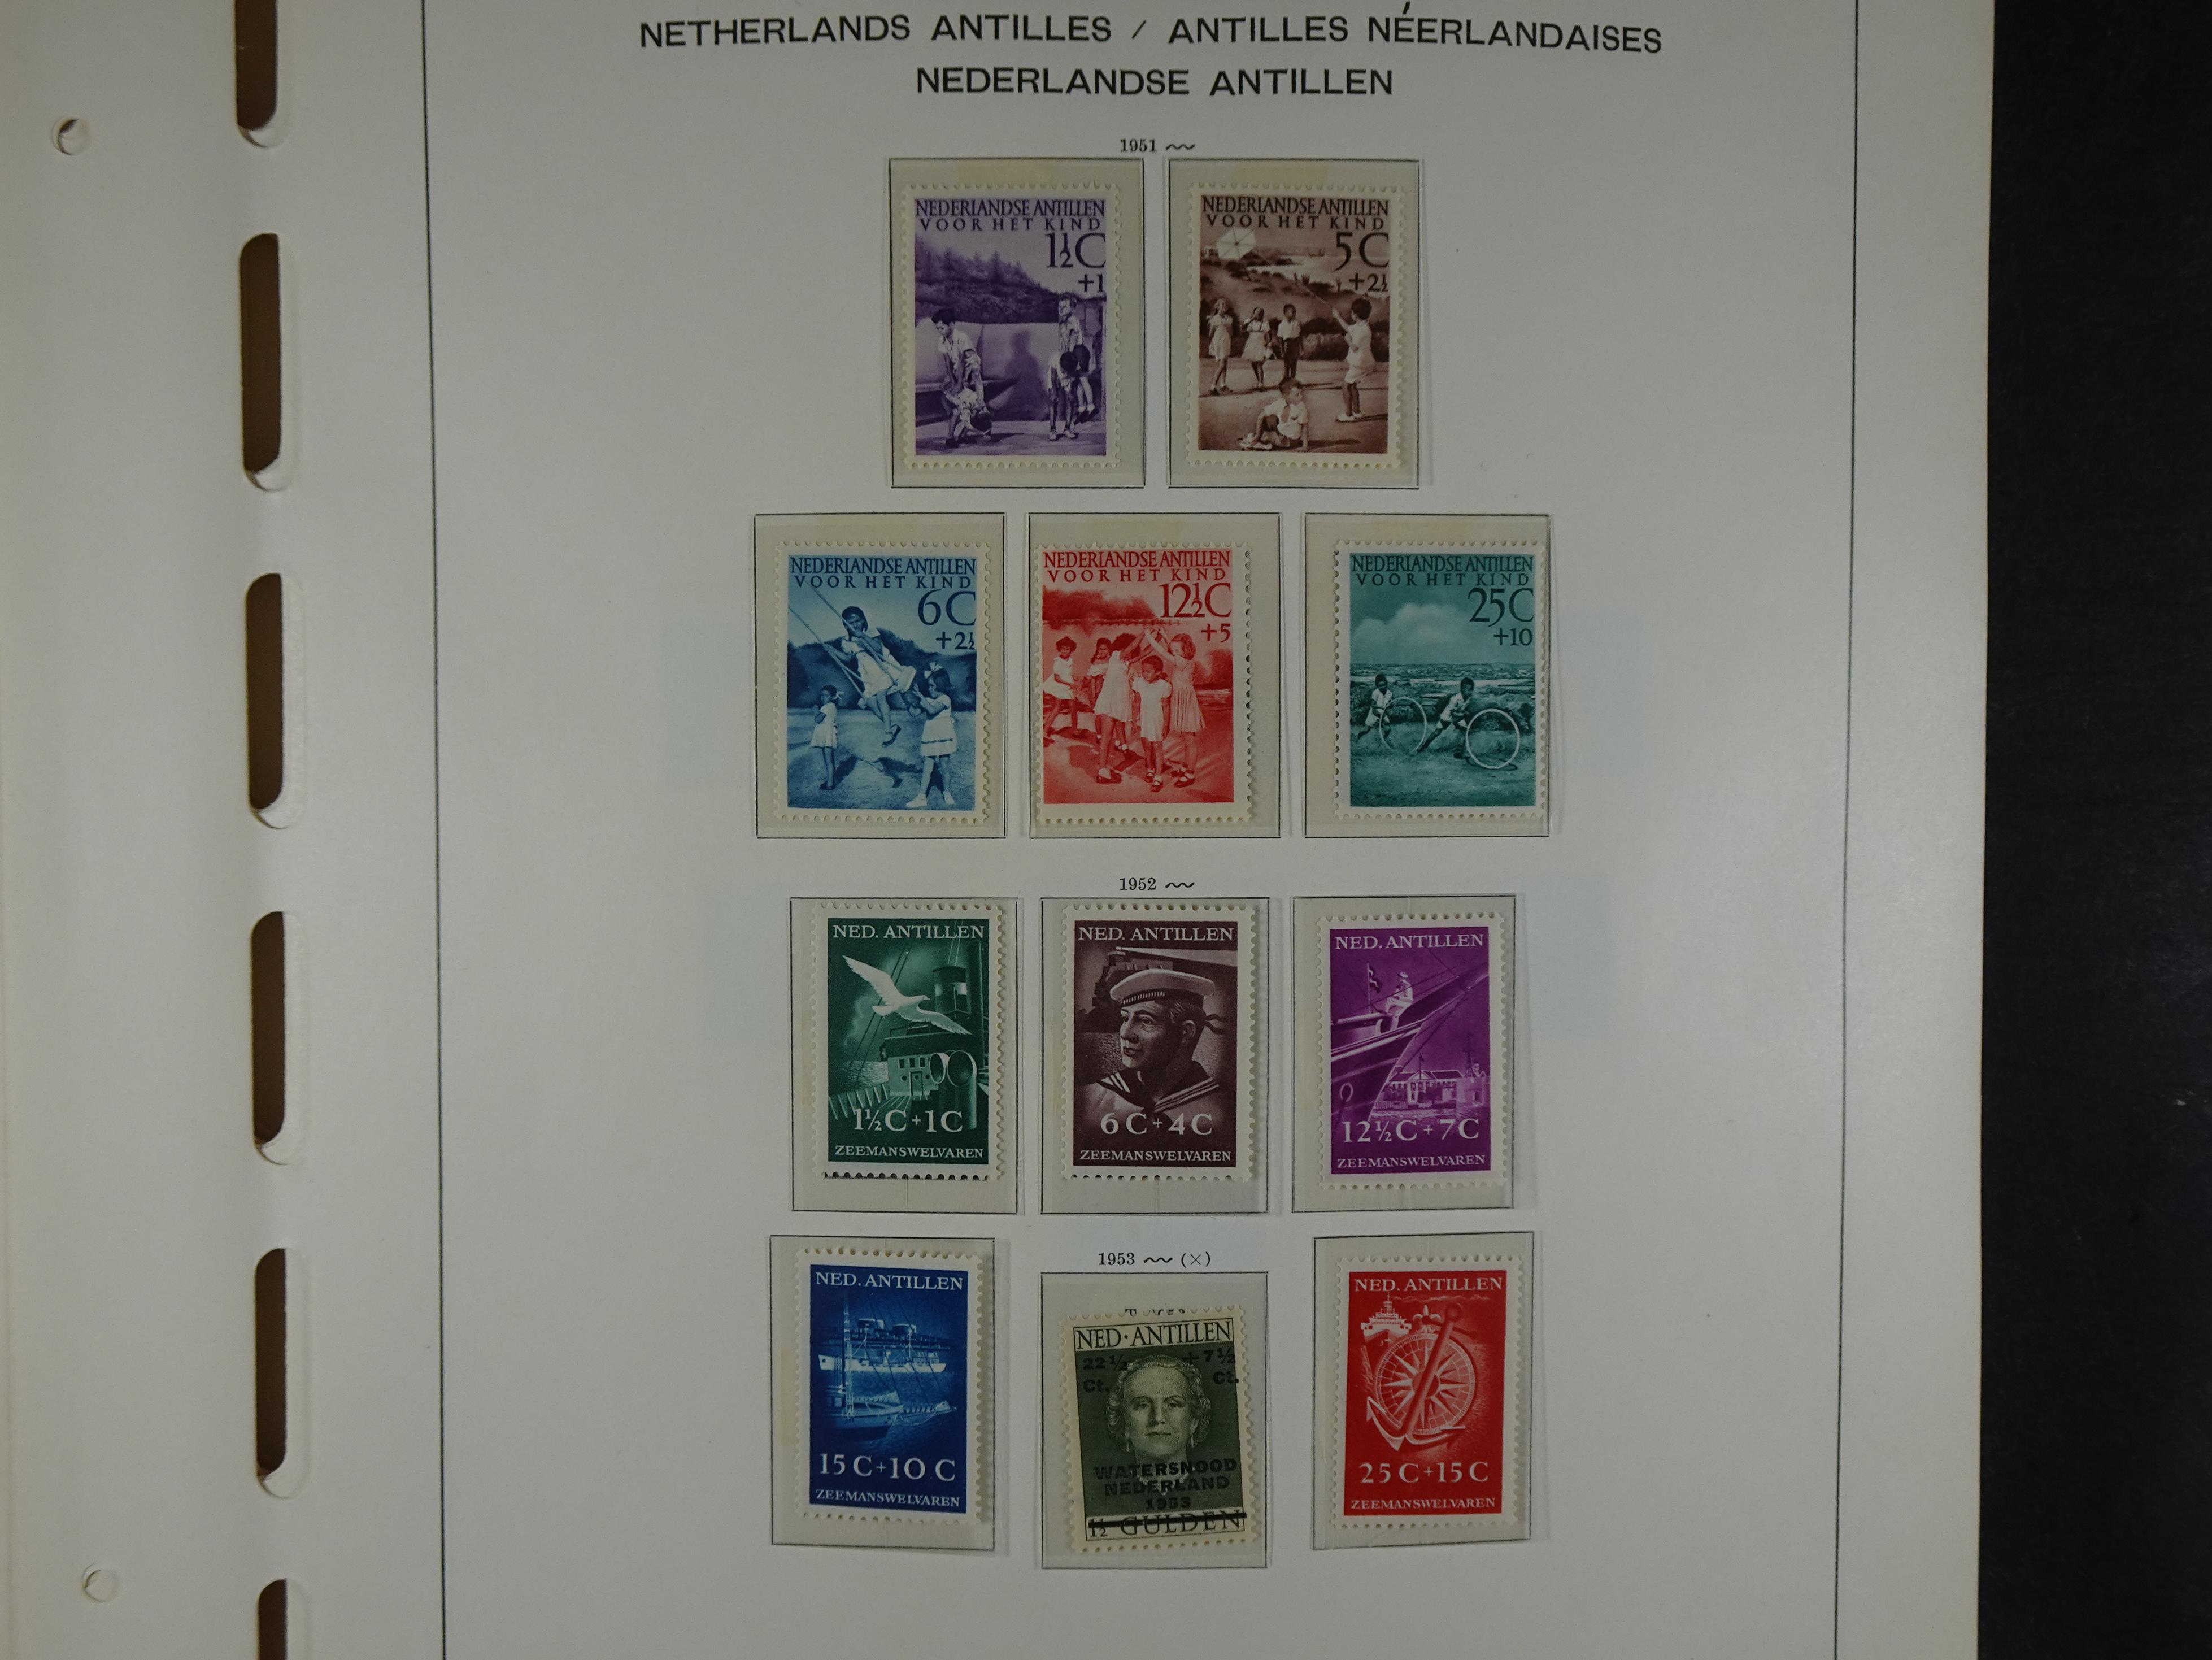 NETHERLANDS ANTILLES / ANTILLES NÉERLANDAISES
NEDERLANDSE ANTILLEN
1951
NEDERLANDSE ANTILLEN
VOOR HET KIND
1½C
+1
NEDERLANDSE ANTILLEN
VOOR HET KIND
5C
+2½
NEDERLANDSE ANTILLEN
VOOR HET KIND
6C
+2½
NEDERLANDSE ANTILLEN
VOOR HET KIND
12½C
+5
NEDERLANDSE ANTILLEN
VOOR HET KIND
25C
+10
1952
NED. ANTILLEN
1½C+1C
ZEEMANSWELVAREN
NED. ANTILLEN
6C+4C
ZEEMANSWELVAREN
NED. ANTILLEN
12½C+7C
ZEEMANSWELVAREN
NED. ANTILLEN
15C+10C
ZEEMANSWELVAREN
1953 (×)
NED·ANTILLEN
22½ +7½
Ct. Ct.
WATERSNOOD
NEDERLAND
1953
1½ GULDEN
NED. ANTILLEN
25C+15C
ZEEMANSWELVAREN